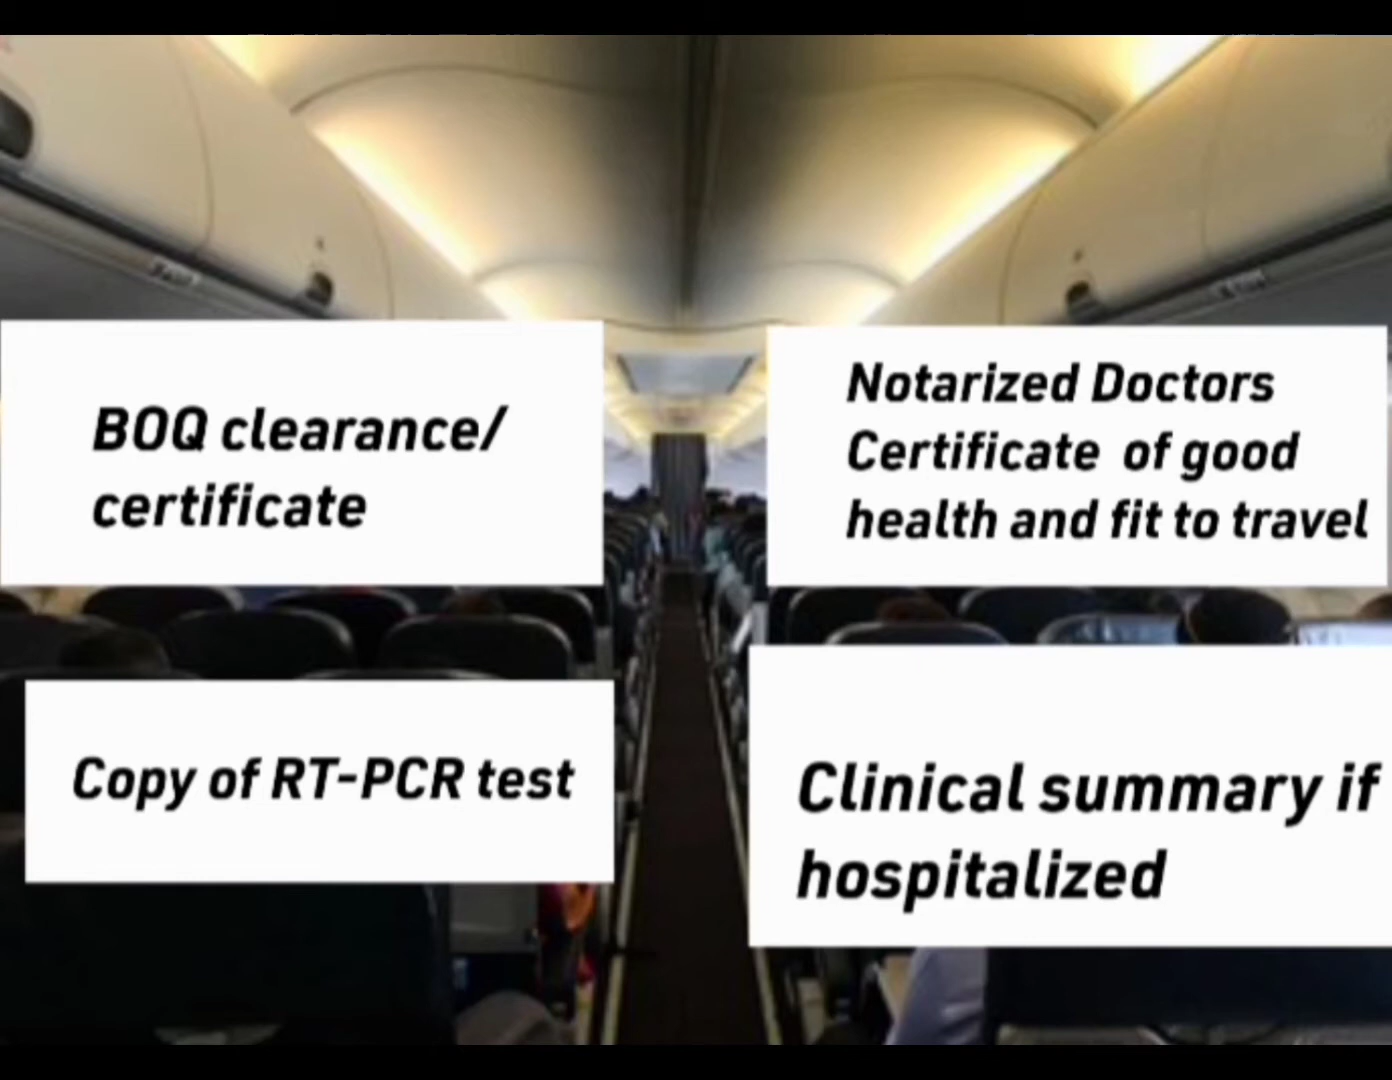 BOQ clearance/
certificate
Notarized Doctors
Certificate of good
health and fit to travel
Copy of RT-PCR test
Clinical summary if
hospitalized